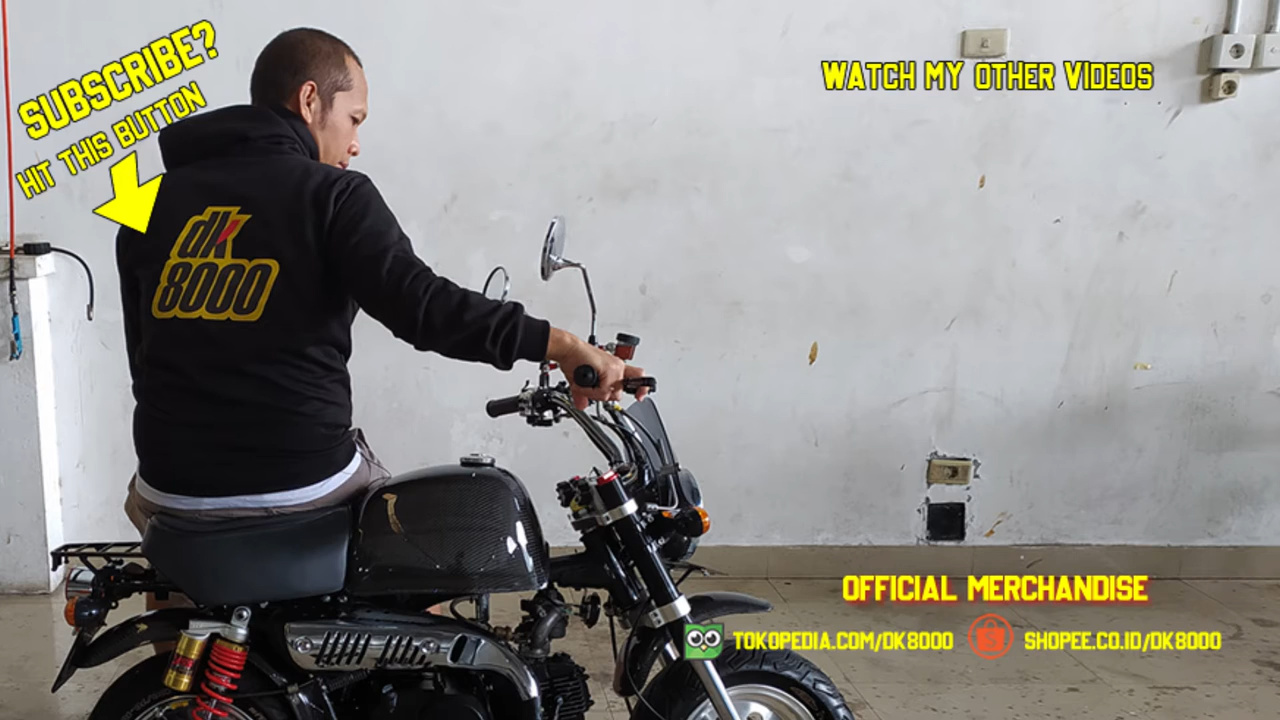 SUBSCRIBE?
HIT THIS BUTTON
WATCH MY OTHER VIDEOS
dk
8000
OFFICIAL MERCHANDISE
TOKOPEDIA.COM/DK8000 SHOPEE.CO.ID/DK8000